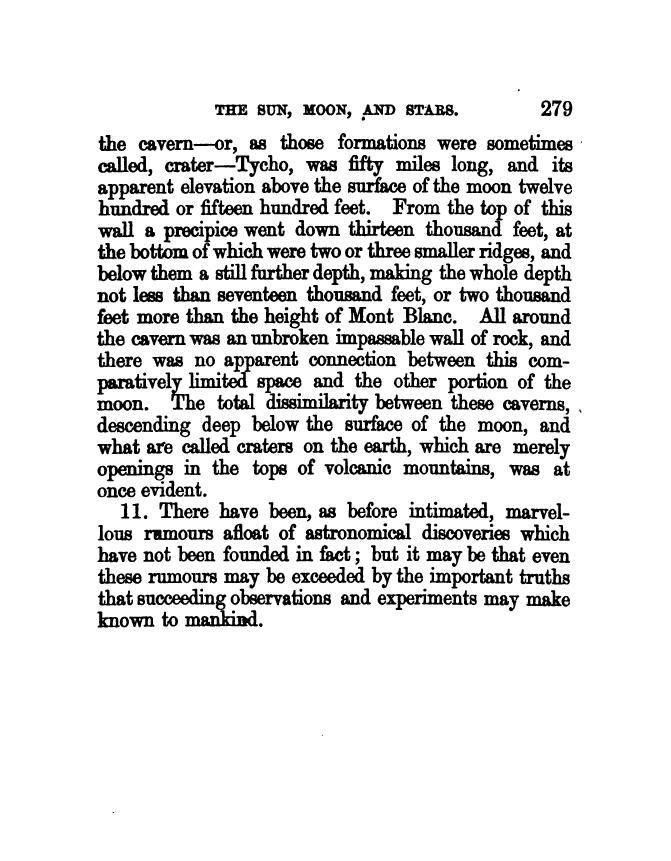 THE SUN, MOON, AND STARS. 279
the cavern—or, as those formations were sometimes
called, crater—Tycho, was fifty miles long, and its
apparent elevation above the surface of the moon twelve
hundred or fifteen hundred feet. From the top of this
wall a precipice went down thirteen thousand feet, at
the bottom of which were two or three smaller ridges, and
below them a still further depth, making the whole depth
not less than seventeen thousand feet, or two thousand
feet more than the height of Mont Blanc. All around
the cavern was an unbroken impassable wall of rock, and
there was no apparent connection between this com-
paratively limited space and the other portion of the
moon. The total dissimilarity between these caverns,
descending deep below the surface of the moon, and
what are called craters on the earth, which are merely
openings in the tops of volcanic mountains, was at
once evident.
11. There have been, as before intimated, marvel-
lous rumours afloat of astronomical discoveries which
have not been founded in fact; but it may be that even
these rumours may be exceeded by the important truths
that succeeding observations and experiments may make
known to mankind.